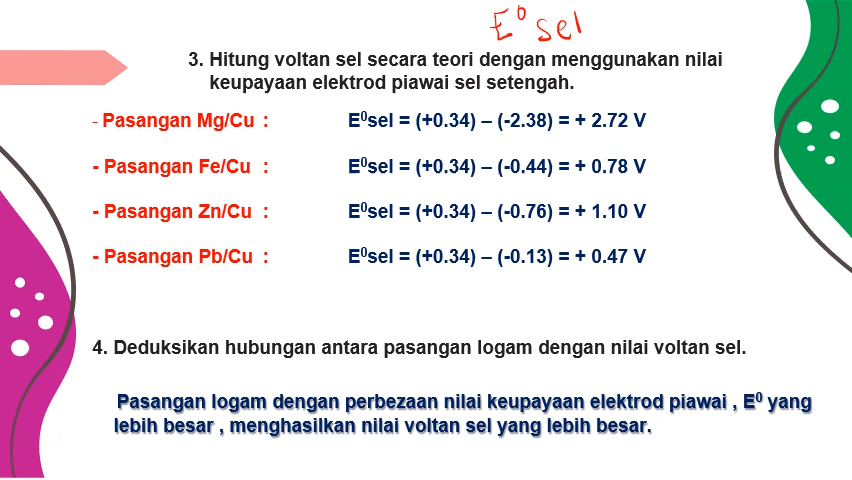 E⁰ sel
3. Hitung voltan sel secara teori dengan menggunakan nilai
keupayaan elektrod piawai sel setengah.
- Pasangan Mg/Cu : E⁰sel = (+0.34) – (-2.38) = + 2.72 V
- Pasangan Fe/Cu : E⁰sel = (+0.34) – (-0.44) = + 0.78 V
- Pasangan Zn/Cu : E⁰sel = (+0.34) – (-0.76) = + 1.10 V
- Pasangan Pb/Cu : E⁰sel = (+0.34) – (-0.13) = + 0.47 V
4. Deduksikan hubungan antara pasangan logam dengan nilai voltan sel.
Pasangan logam dengan perbezaan nilai keupayaan elektrod piawai , E⁰ yang
lebih besar , menghasilkan nilai voltan sel yang lebih besar.